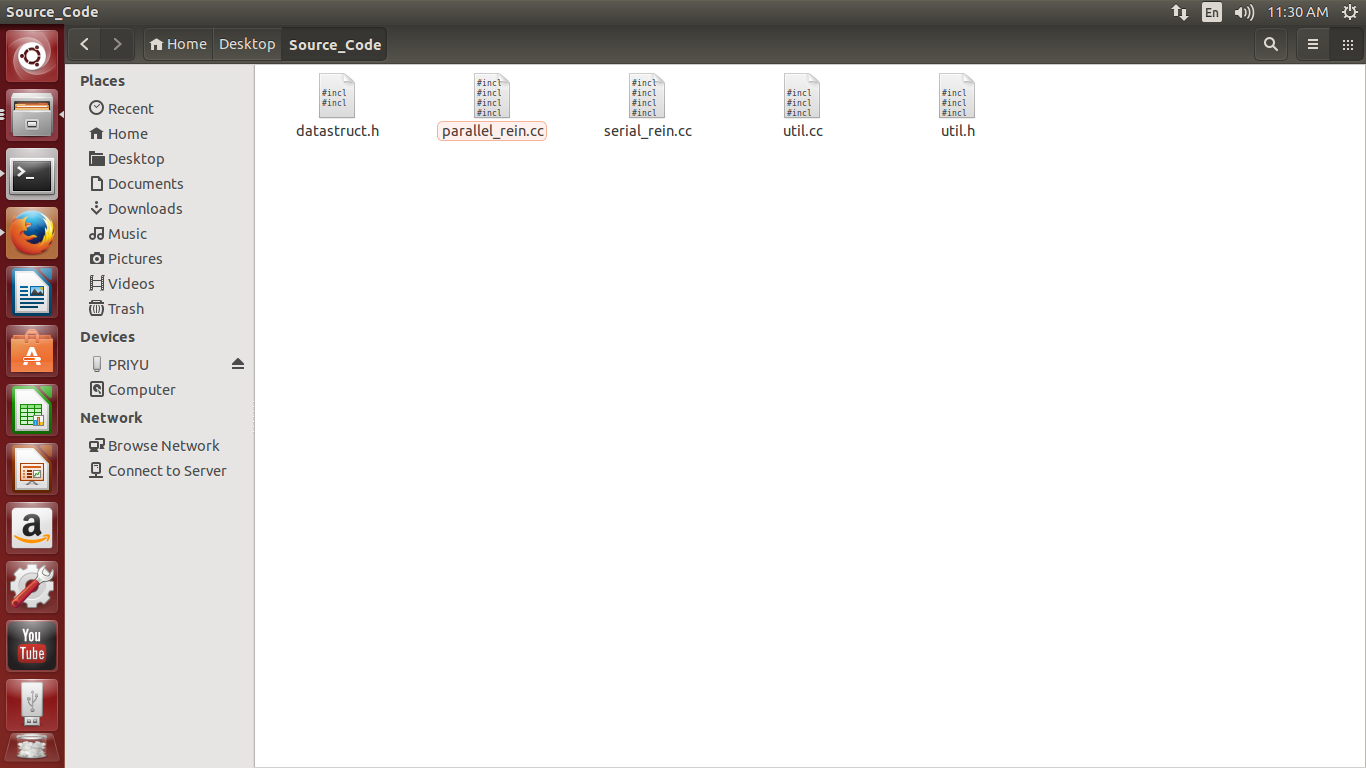 Source_Code
En
11:30 AM
Home
Desktop
Source_Code
Places
Recent
Home
Desktop
Documents
Downloads
Music
Pictures
Videos
Trash
Devices
PRIYU
Computer
Network
Browse Network
Connect to Server
#incl
#incl
datastruct.h
#incl
#incl
#incl
#incl
parallel_rein.cc
#incl
#incl
#incl
#incl
serial_rein.cc
#incl
#incl
#incl
util.cc
#incl
#incl
#incl
util.h
>_
A
a
You
Tube